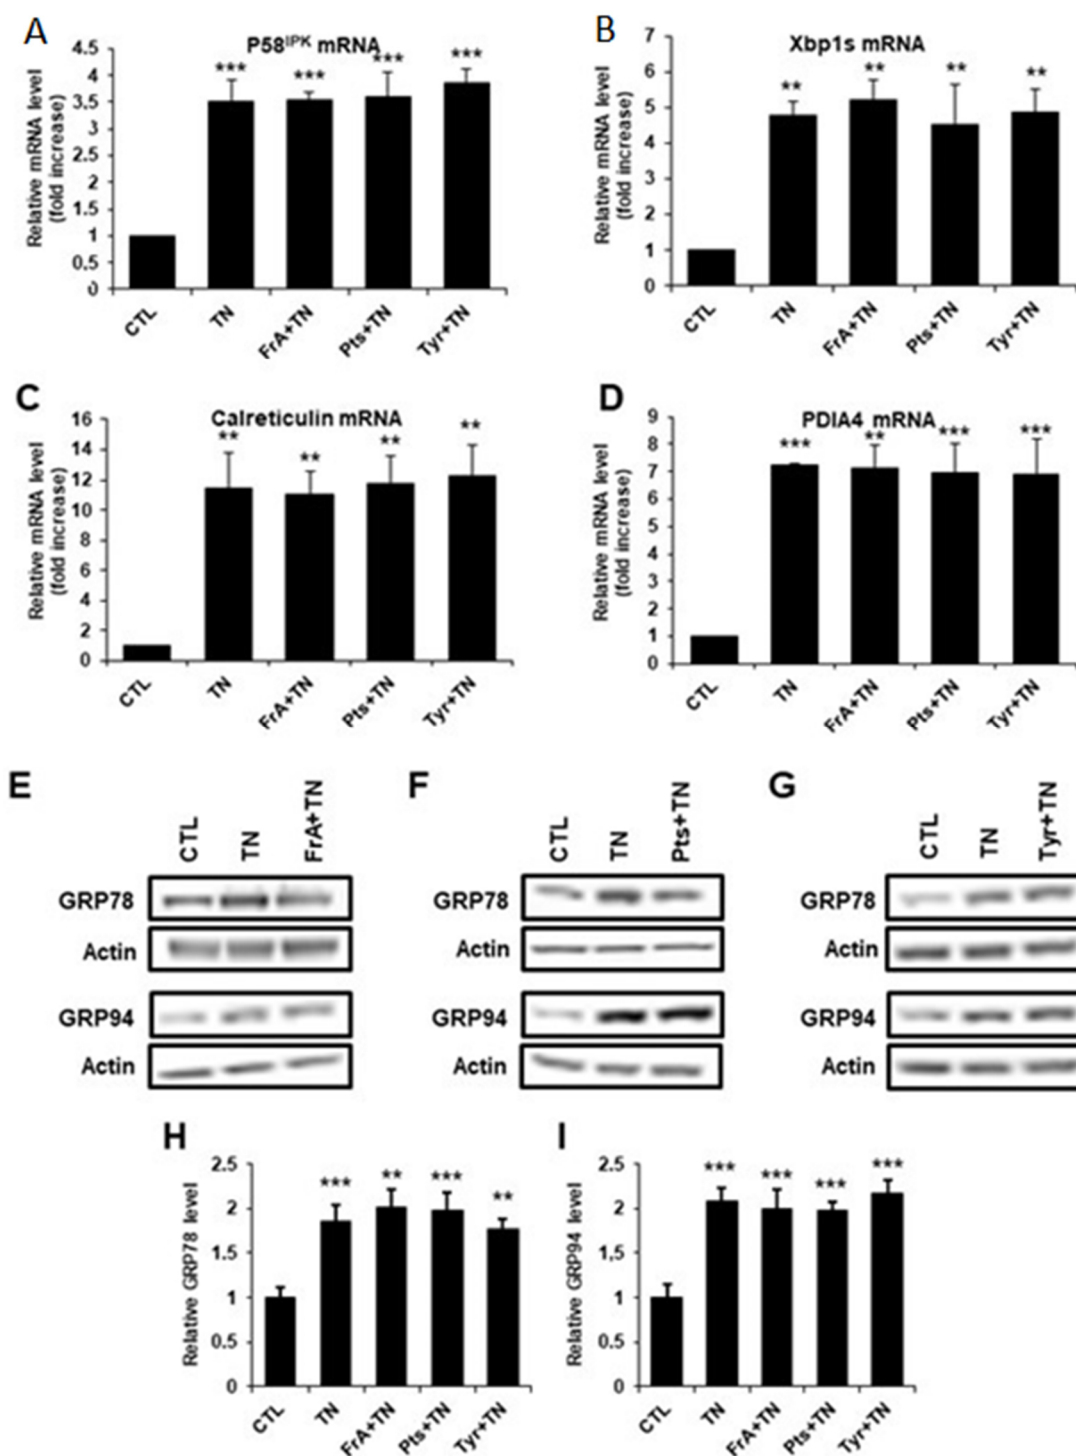 A
P58IPK mRNA
Relative mRNA level
(fold increase)
4.5
4
3.5
3
2.5
2
1.5
1
0.5
0
*** *** *** ***
CTL TN FrA+TN Pts+TN Tyr+TN
B
Xbp1s mRNA
Relative mRNA level
(fold increase)
7
6
5
4
3
2
1
0
** ** ** **
CTL TN FrA+TN Pts+TN Tyr+TN
C
Calreticulin mRNA
Relative mRNA level
(fold increase)
16
14
12
10
8
6
4
2
0
** ** ** **
CTL TN FrA+TN Pts+TN Tyr+TN
D
PDIA4 mRNA
Relative mRNA level
(fold increase)
9
8
7
6
5
4
3
2
1
0
*** ** *** ***
CTL TN FrA+TN Pts+TN Tyr+TN
E
CTL TN FrA+TN
GRP78
Actin
GRP94
Actin
F
CTL TN Pts+TN
GRP78
Actin
GRP94
Actin
G
CTL TN Tyr+TN
GRP78
Actin
GRP94
Actin
H
Relative GRP78 level
2.5
2
1.5
1
0.5
0
*** ** *** **
CTL TN FrA+TN Pts+TN Tyr+TN
I
Relative GRP94 level
2.5
2
1,5
1
0.5
0
*** *** *** ***
CTL TN FrA+TN Pts+TN Tyr+TN